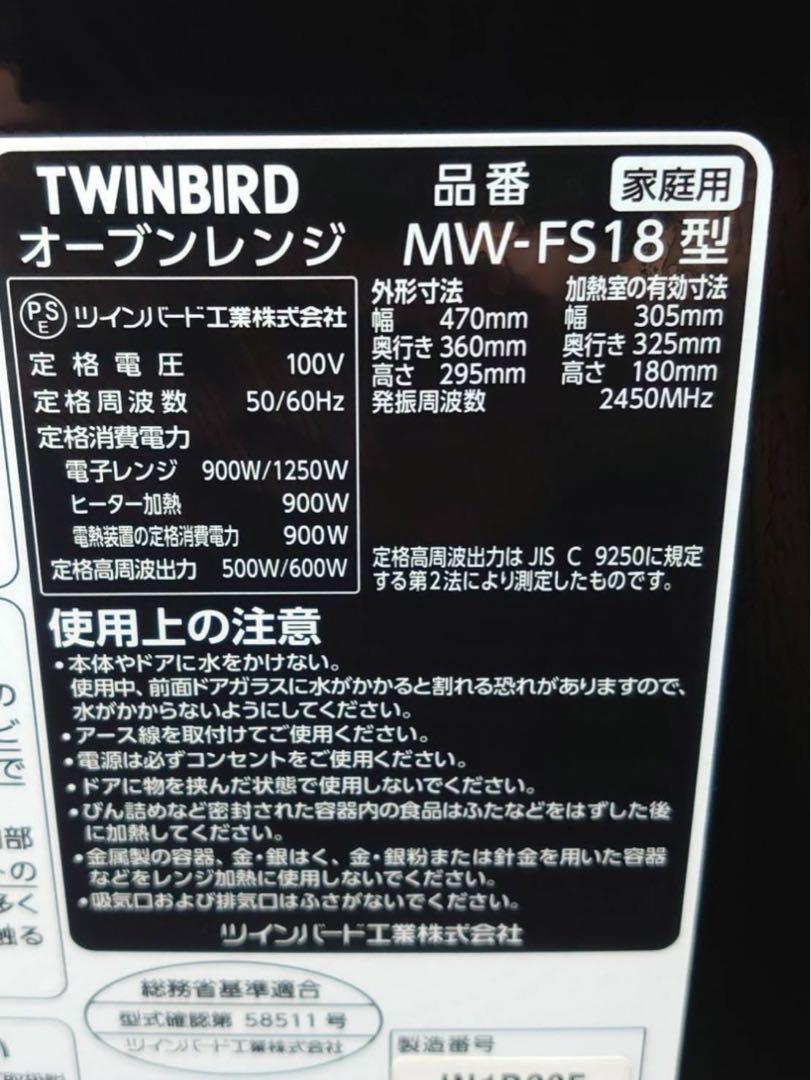 TWINBIRD 品番 家庭用
オーブンレンジ MW-FS18型
PSE ツインバード工業株式会社
定格電圧 100V
定格周波数 50/60Hz
定格消費電力
電子レンジ 900W/1250W
ヒーター加熱 900W
電熱装置の定格消費電力 900W
定格高周波出力 500W/600W
外形寸法
幅 470mm
奥行き 360mm
高さ 295mm
加熱室の有効寸法
幅 305mm
奥行き 325mm
高さ 180mm
発振周波数 2450MHz
定格高周波出力はJIS C 9250に規定
する第2法により測定したものです。
使用上の注意
・本体やドアに水をかけない。
使用中、前面ドアガラスに水がかかると割れる恐れがありますので、
水がかからないようにしてください。
・アース線を取付けてご使用ください。
・電源は必ずコンセントをご使用ください。
・ドアに物を挟んだ状態で使用しないでください。
・びん詰めなど密封された容器内の食品はふたなどをはずした後
に加熱してください。
・金属製の容器、金・銀はく、金・銀粉または針金を用いた容器
などをレンジ加熱に使用しないでください。
・吸気口および排気口はふさがないでください。
ツインバード工業株式会社
総務省基準適合
型式確認第 58511号
ツインバード工業株式会社
製造番号
の
で
部
の
多く
触る